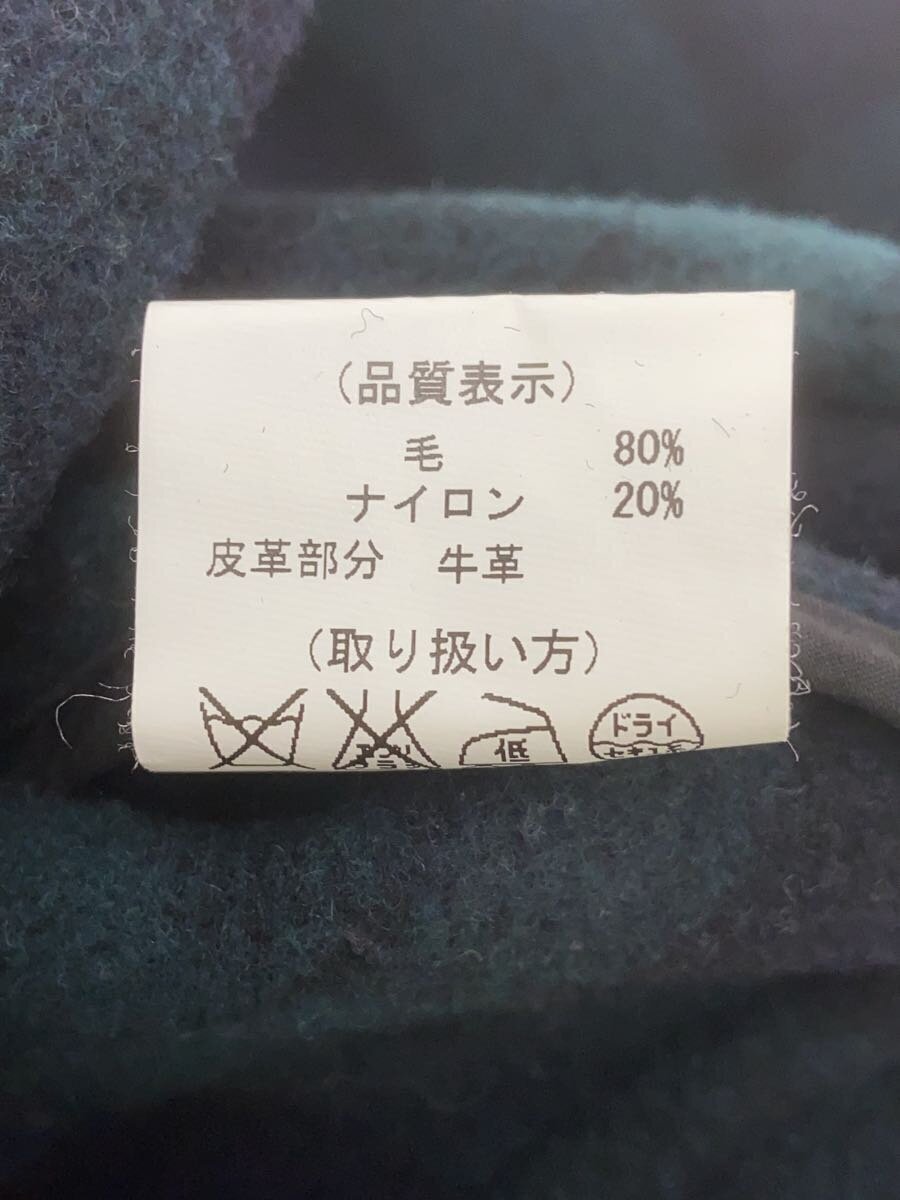 (品質表示)
毛 80%
ナイロン 20%
皮革部分 牛革
(取り扱い方)
低 ドライ